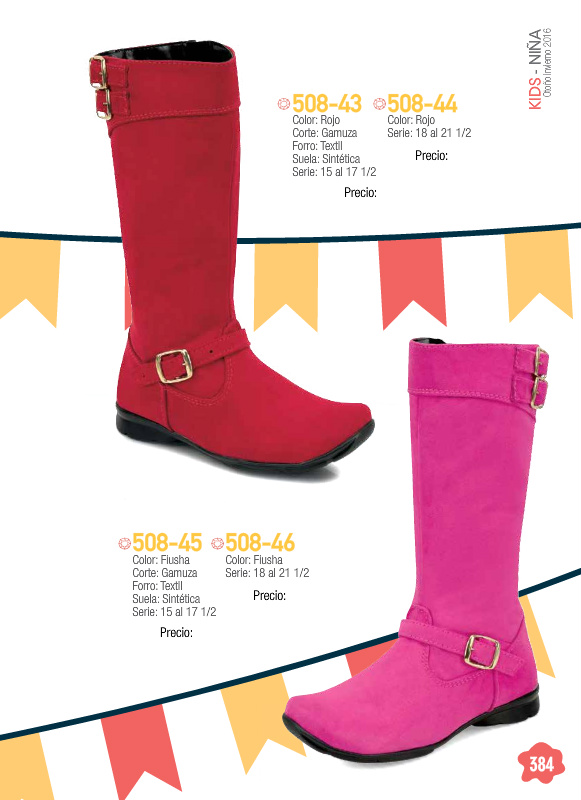 KIDS - NIÑA
Otoño Invierno 2016
508-43
Color: Rojo
Corte: Gamuza
Forro: Textil
Suela: Sintética
Serie: 15 al 17 1/2
Precio:
508-44
Color: Rojo
Serie: 18 al 21 1/2
Precio:
508-45
Color: Fiusha
Corte: Gamuza
Forro: Textil
Suela: Sintética
Serie: 15 al 17 1/2
Precio:
508-46
Color: Fiusha
Serie: 18 al 21 1/2
Precio:
384